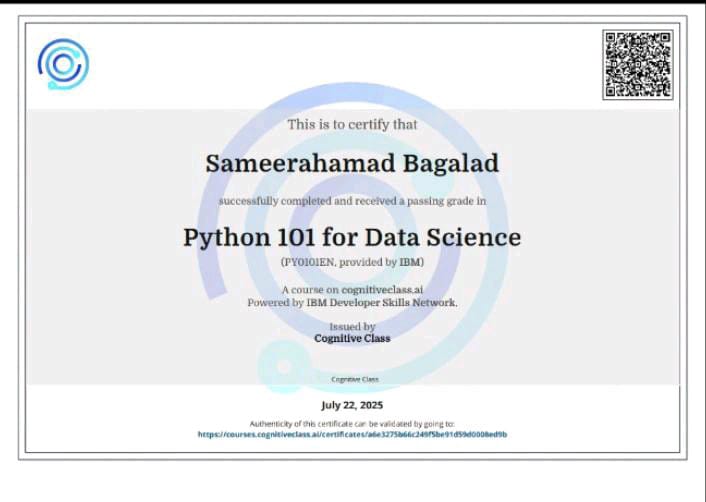 This is to certify that
Sameerahamad Bagalad
successfully completed and received a passing grade in
Python 101 for Data Science
(PY0101EN, provided by IBM)
A course on cognitiveclass.ai
Powered by IBM Developer Skills Network.
Issued by
Cognitive Class
Cognitive Class
July 22, 2025
Authenticity of this certificate can be validated by going to:
https://courses.cognitiveclass.ai/certificates/a6e3275b66c249f5be91d59d0008ed9b